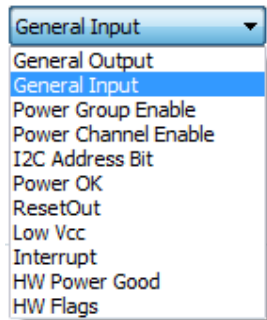 General Input
General Output
General Input
Power Group Enable
Power Channel Enable
I2C Address Bit
Power OK
ResetOut
Low Vcc
Interrupt
HW Power Good
HW Flags